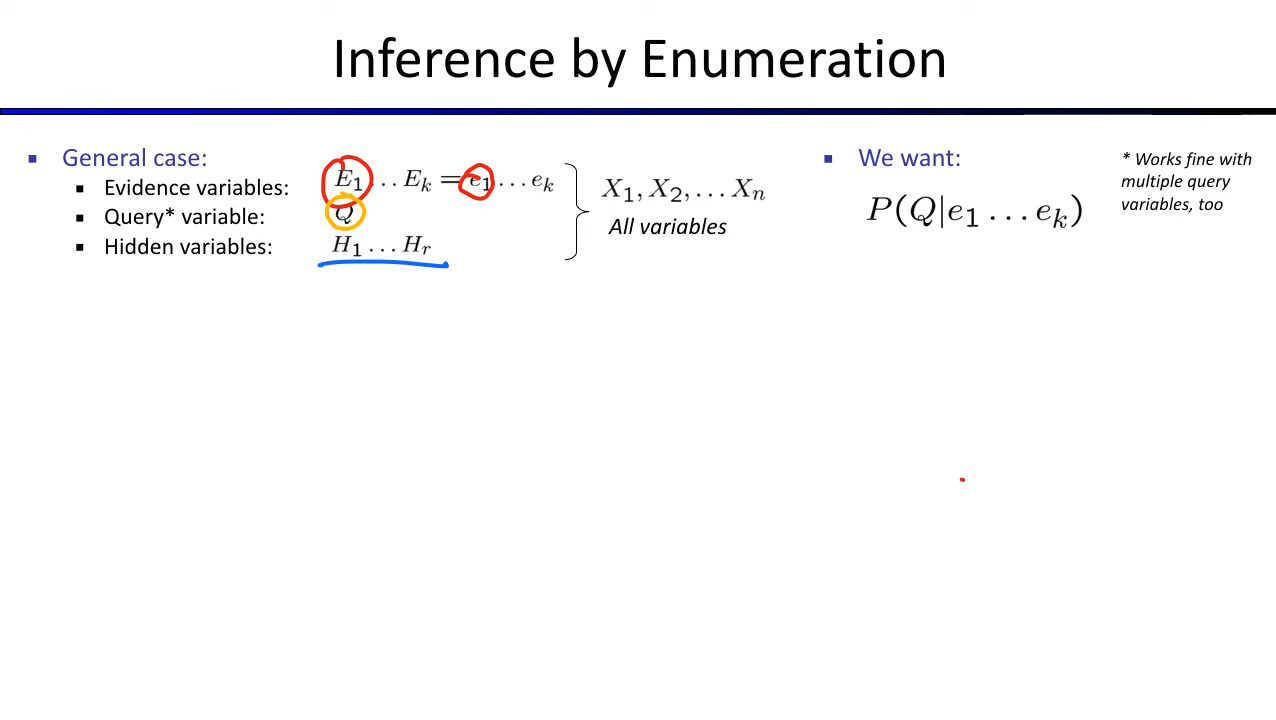 Inference by Enumeration
▪ General case:
▪ Evidence variables: E₁ … Eₖ = e₁ … eₖ
▪ Query* variable: Q
▪ Hidden variables: H₁ … Hᵣ
X₁, X₂, … Xₙ
All variables
▪ We want:
P(Q|e₁ … eₖ)
* Works fine with
multiple query
variables, too